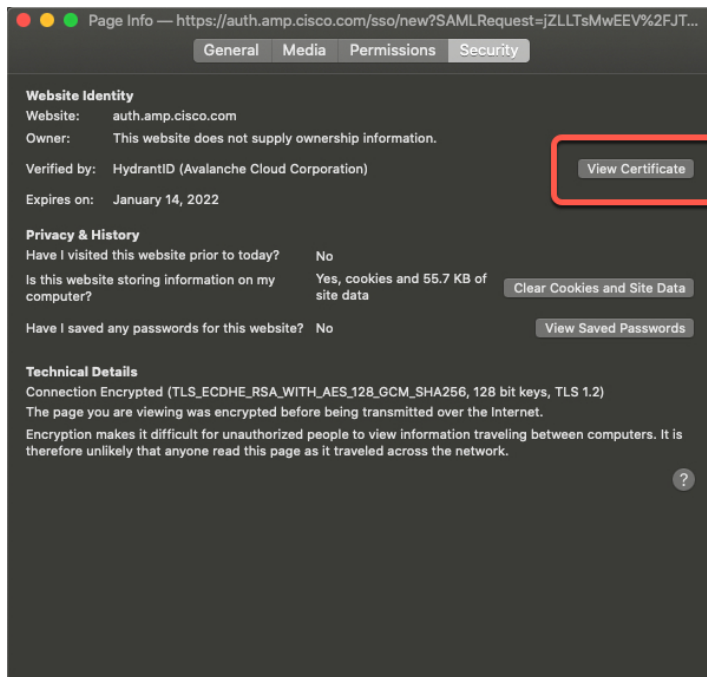 Page Info — https://auth.amp.cisco.com/sso/new?SAMLRequest=jZLLTsMwEEV%2FJT...
General Media Permissions Security
Website Identity
Website: auth.amp.cisco.com
Owner: This website does not supply ownership information.
Verified by: HydrantID (Avalanche Cloud Corporation) View Certificate
Expires on: January 14, 2022
Privacy & History
Have I visited this website prior to today? No
Is this website storing information on my Yes, cookies and 55.7 KB of Clear Cookies and Site Data
computer? site data
Have I saved any passwords for this website? No View Saved Passwords
Technical Details
Connection Encrypted (TLS_ECDHE_RSA_WITH_AES_128_GCM_SHA256, 128 bit keys, TLS 1.2)
The page you are viewing was encrypted before being transmitted over the Internet.
Encryption makes it difficult for unauthorized people to view information traveling between computers. It is
therefore unlikely that anyone read this page as it traveled across the network.
?